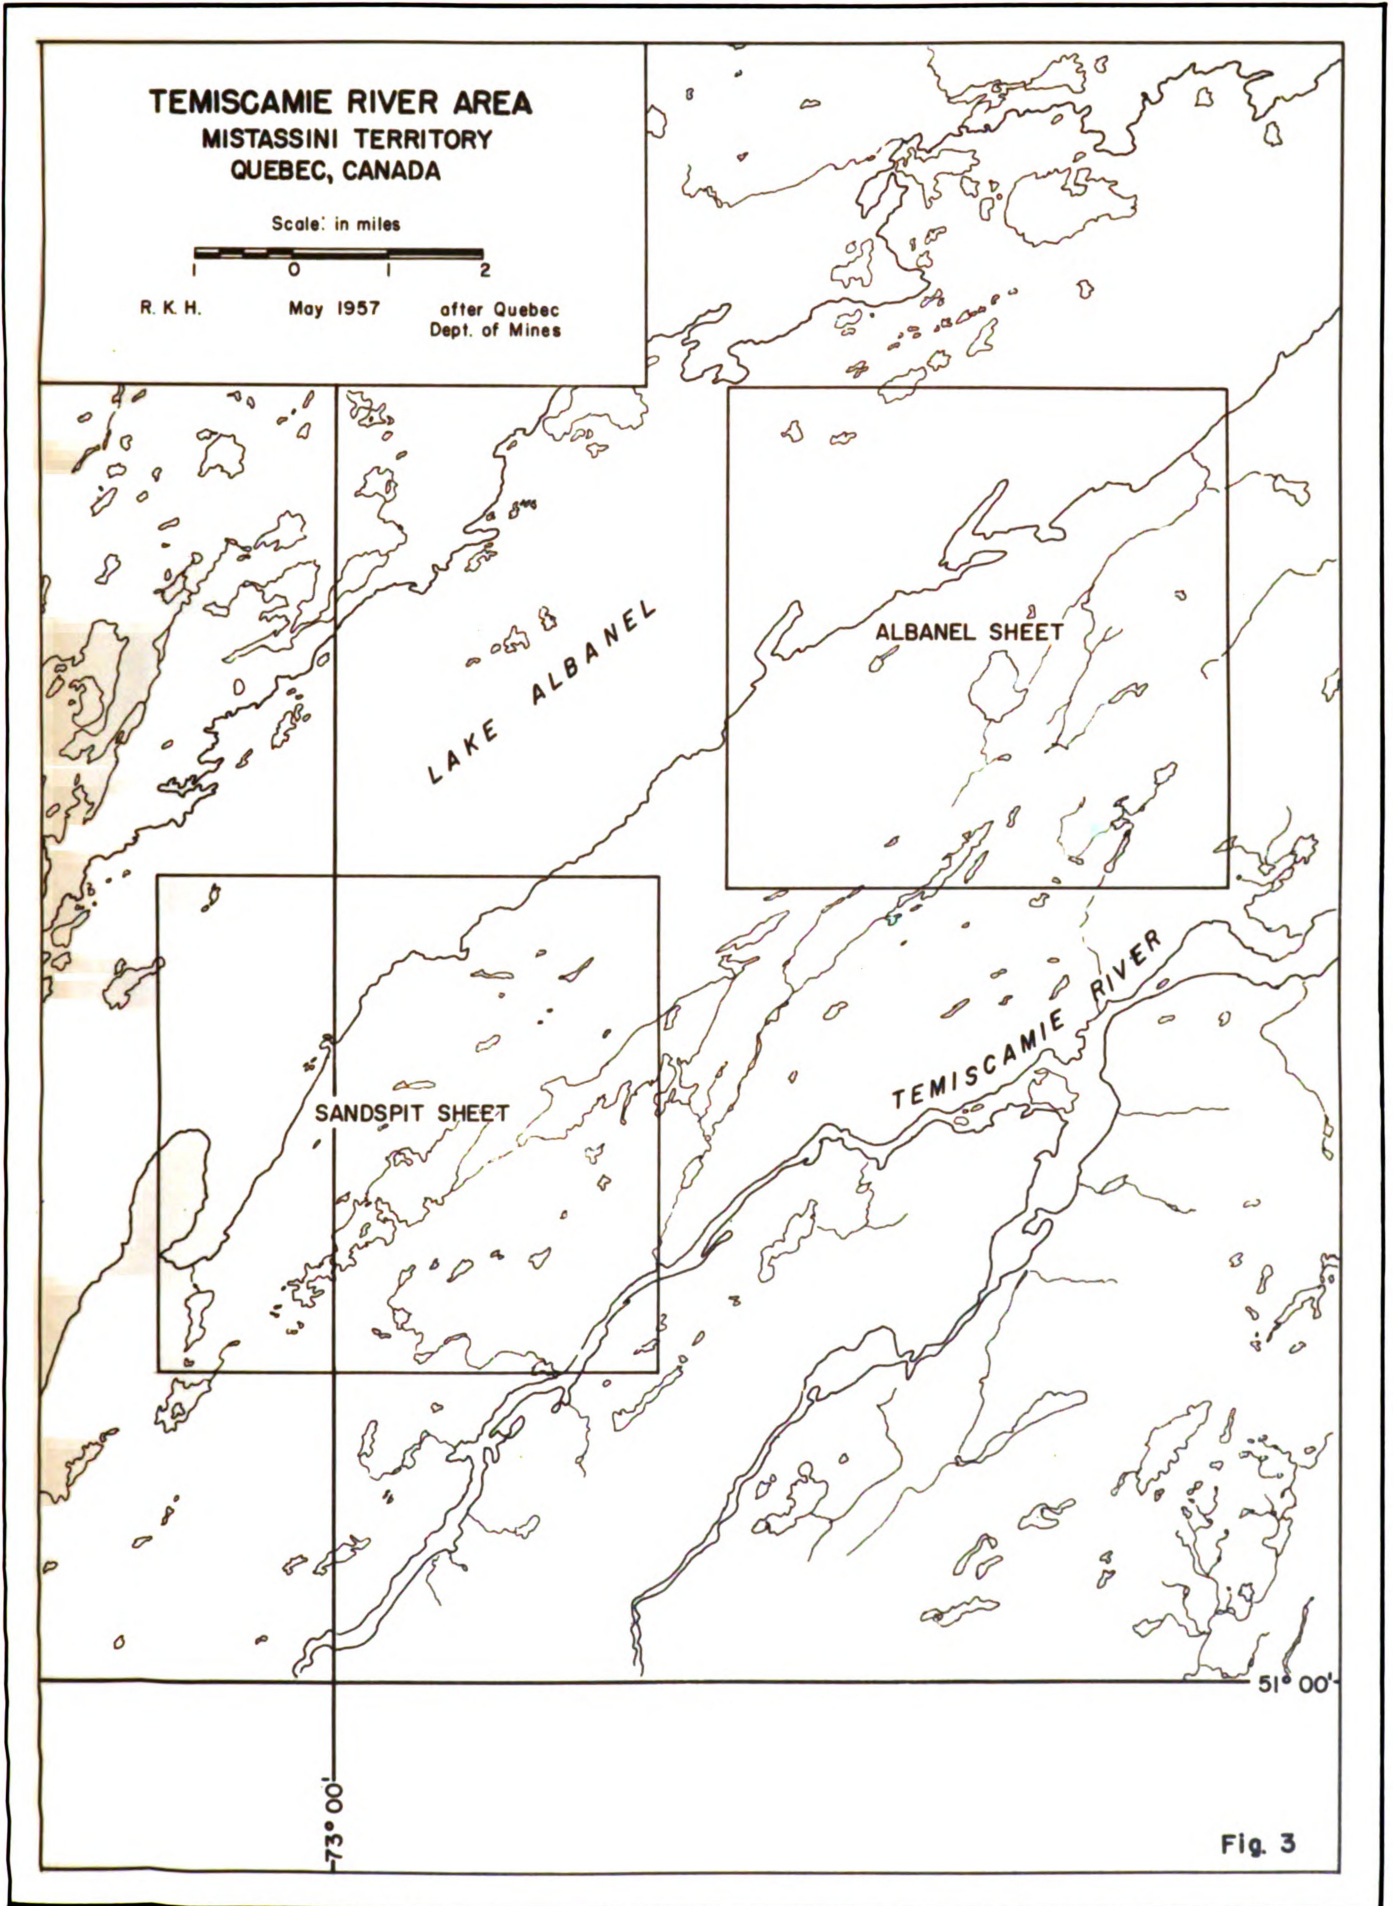 TEMISCAMIE RIVER AREA
MISTASSINI TERRITORY
QUEBEC, CANADA
Scale: in miles
1 0 1 2
R. K. H. May 1957 after Quebec
Dept. of Mines
LAKE ALBANEL
ALBANEL SHEET
TEMISCAMIE RIVER
SANDSPIT SHEET
51° 00'
73° 00'
Fig. 3